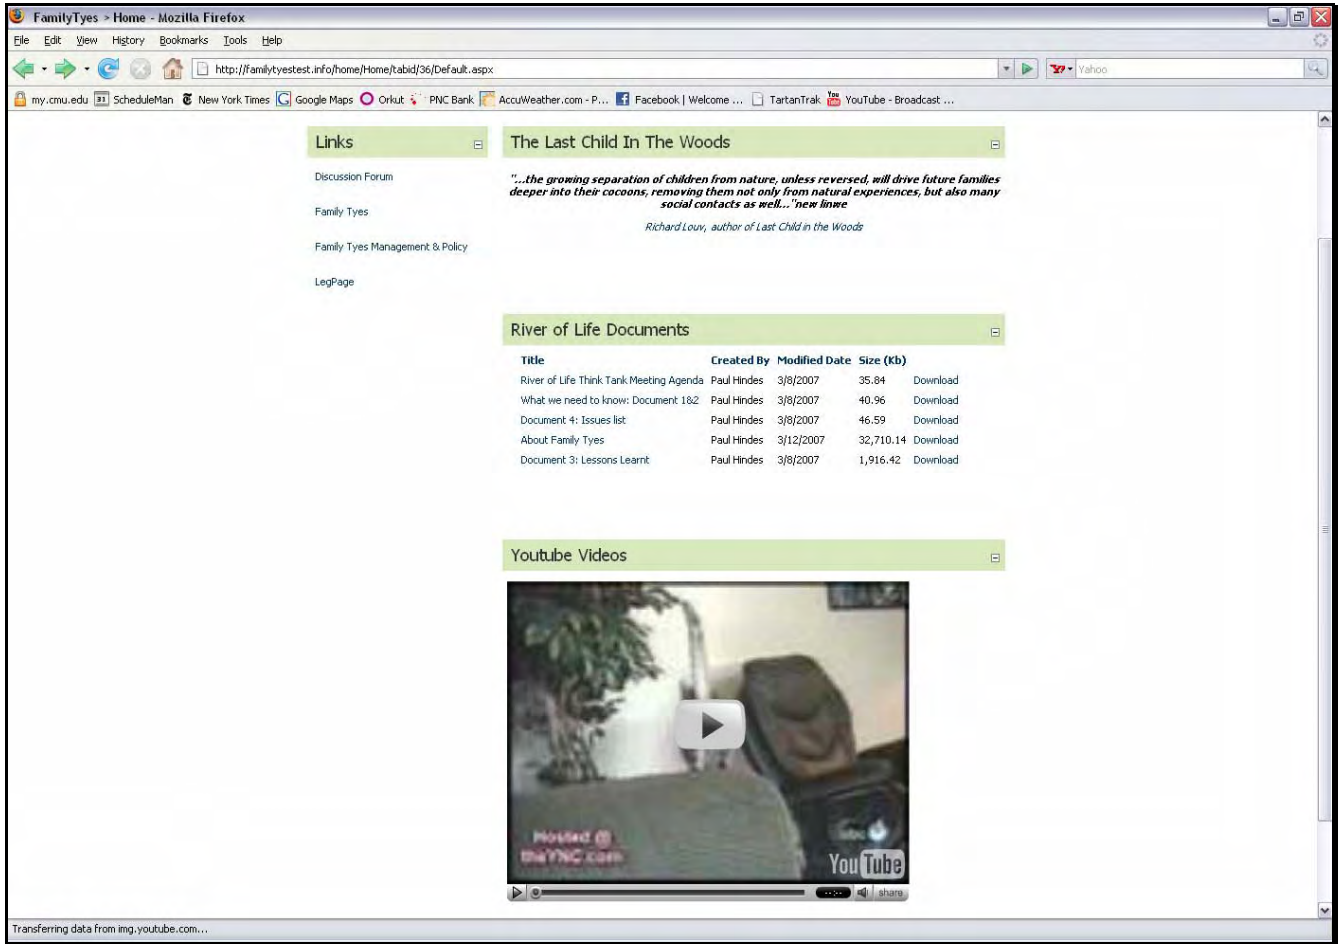 FamilyTyes > Home - Mozilla Firefox
File Edit View History Bookmarks Tools Help
http://familytyestest.info/home/Home/tabid/36/Default.aspx
Yahoo
my.cmu.edu ScheduleMan New York Times Google Maps Orkut PNC Bank AccuWeather.com - P... Facebook | Welcome ... TartanTrak YouTube - Broadcast ...
Links
Discussion Forum
Family Tyes
Family Tyes Management & Policy
LegPage
The Last Child In The Woods
"...the growing separation of children from nature, unless reversed, will drive future families
deeper into their cocoons, removing them not only from natural experiences, but also many
social contacts as well..."new linwe
Richard Louv, author of Last Child in the Woods
River of Life Documents
Title Created By Modified Date Size (Kb)
River of Life Think Tank Meeting Agenda Paul Hindes 3/8/2007 35.84 Download
What we need to know: Document 1&2 Paul Hindes 3/8/2007 40.96 Download
Document 4: Issues list Paul Hindes 3/8/2007 46.59 Download
About Family Tyes Paul Hindes 3/12/2007 32,710.14 Download
Document 3: Lessons Learnt Paul Hindes 3/8/2007 1,916.42 Download
Youtube Videos
Hosted @
theYNC.com
YouTube
share
Transferring data from img.youtube.com...